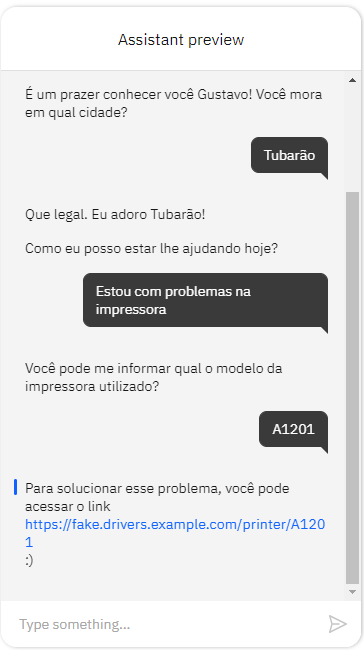 Assistant preview
É um prazer conhecer você Gustavo! Você mora
em qual cidade?
Tubarão
Que legal. Eu adoro Tubarão!
Como eu posso estar lhe ajudando hoje?
Estou com problemas na
impressora
Você pode me informar qual o modelo da
impressora utilizado?
A1201
Para solucionar esse problema, você pode
acessar o link
https://fake.drivers.example.com/printer/A120
1
:)
Type something...